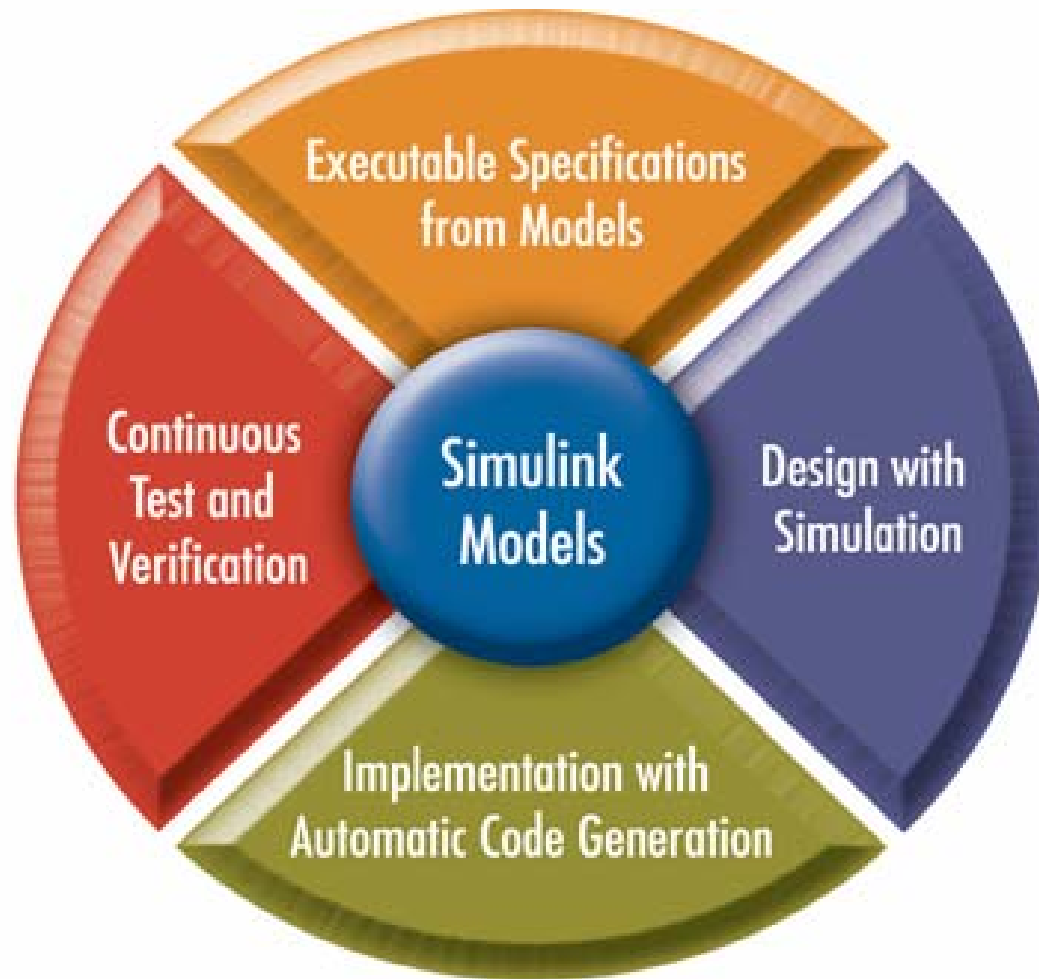 Executable Specifications
from Models
Continuous
Test and
Verification
Simulink
Models
Design with
Simulation
Implementation with
Automatic Code Generation